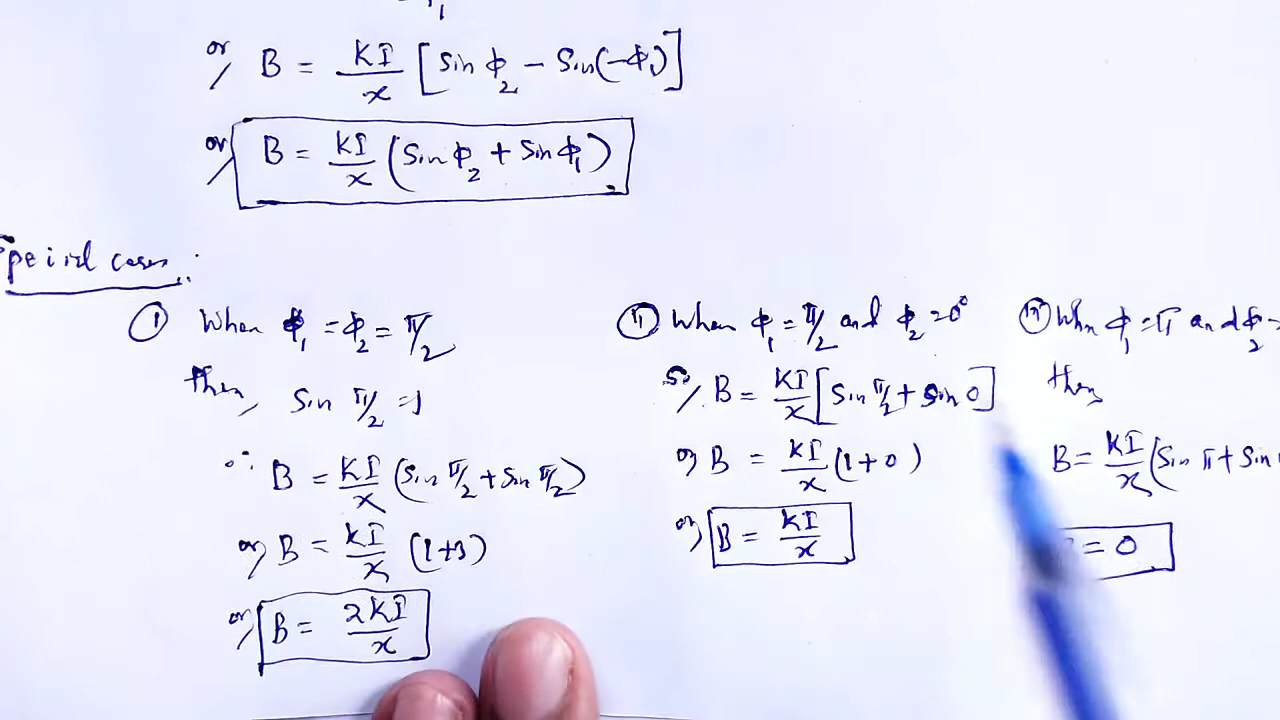 or/ B = KI/x [Sin ϕ₂ - Sin(-ϕ₁)]
or/ B = KI/x (Sin ϕ₂ + Sin ϕ₁)
cases :
① When ϕ₁ = ϕ₂ = π/2
then, Sin π/2 = 1
∴ B = KI/x (Sin π/2 + Sin π/2)
or, B = KI/x (1+1)
or, B = 2KI/x
② When ϕ₁ = π/2 and ϕ₂ = 0°
so, B = KI/x [Sin π/2 + Sin 0]
or B = KI/x (1+0)
or, B = KI/x
When ϕ₁ = π and ϕ₂ =
then
B = KI/x (Sin π + Sin
= 0